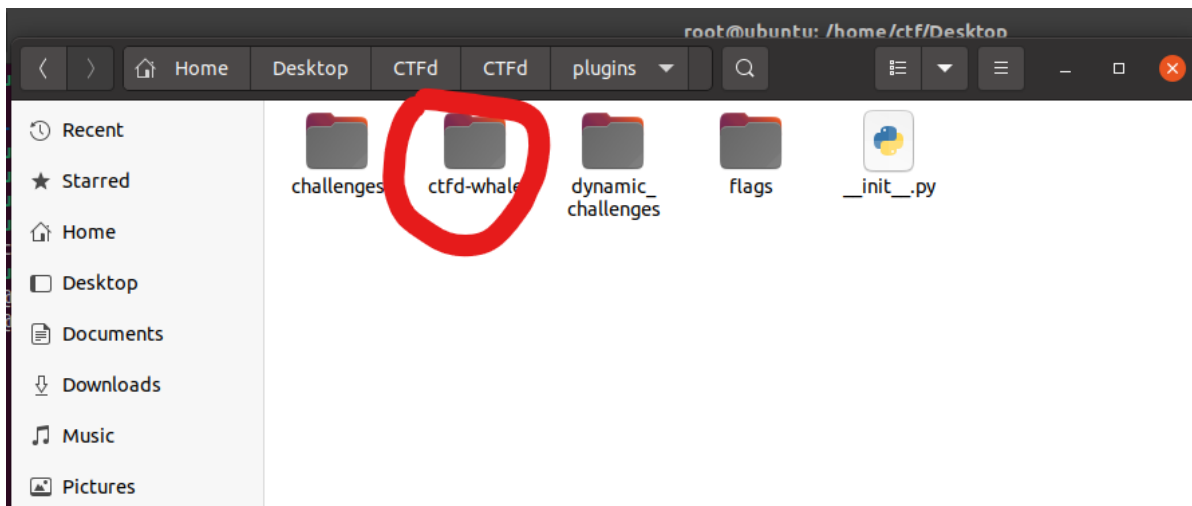 root@ubuntu: /home/ctf/Desktop
Home Desktop CTFd CTFd plugins
Recent
Starred
Home
Desktop
Documents
Downloads
Music
Pictures
challenges ctfd-whale dynamic_ flags __init__.py
challenges